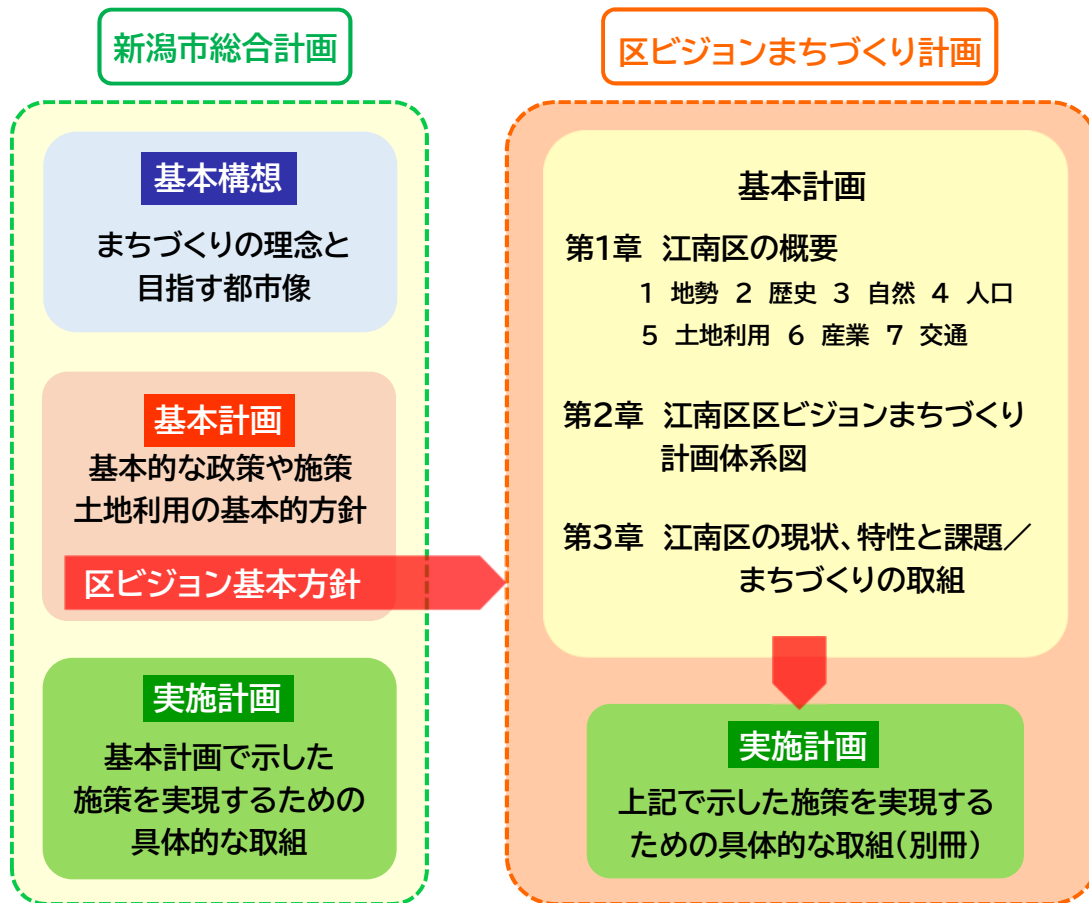 新潟市総合計画
基本構想
まちづくりの理念と
目指す都市像
基本計画
基本的な政策や施策
土地利用の基本的方針
区ビジョン基本方針
実施計画
基本計画で示した
施策を実現するための
具体的な取組
区ビジョンまちづくり計画
基本計画
第1章 江南区の概要
1 地勢 2 歴史 3 自然 4 人口
5 土地利用 6 産業 7 交通
第2章 江南区区ビジョンまちづくり
計画体系図
第3章 江南区の現状、特性と課題／
まちづくりの取組
実施計画
上記で示した施策を実現する
ための具体的な取組(別冊)